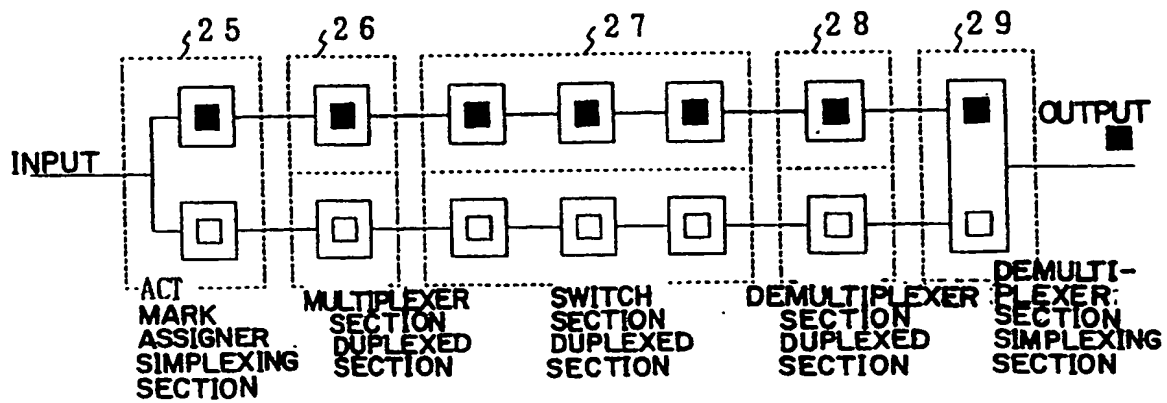 25
26
27
28
29
INPUT
OUTPUT
ACT
MARK
ASSIGNER
SIMPLEXING
SECTION
MULTIPLEXER
SECTION
DUPLEXED
SECTION
SWITCH
SECTION
DUPLEXED
SECTION
DEMULTIPLEXER
SECTION
DUPLEXED
SECTION
DEMULTI-
PLEXER
SECTION
SIMPLEXING
SECTION